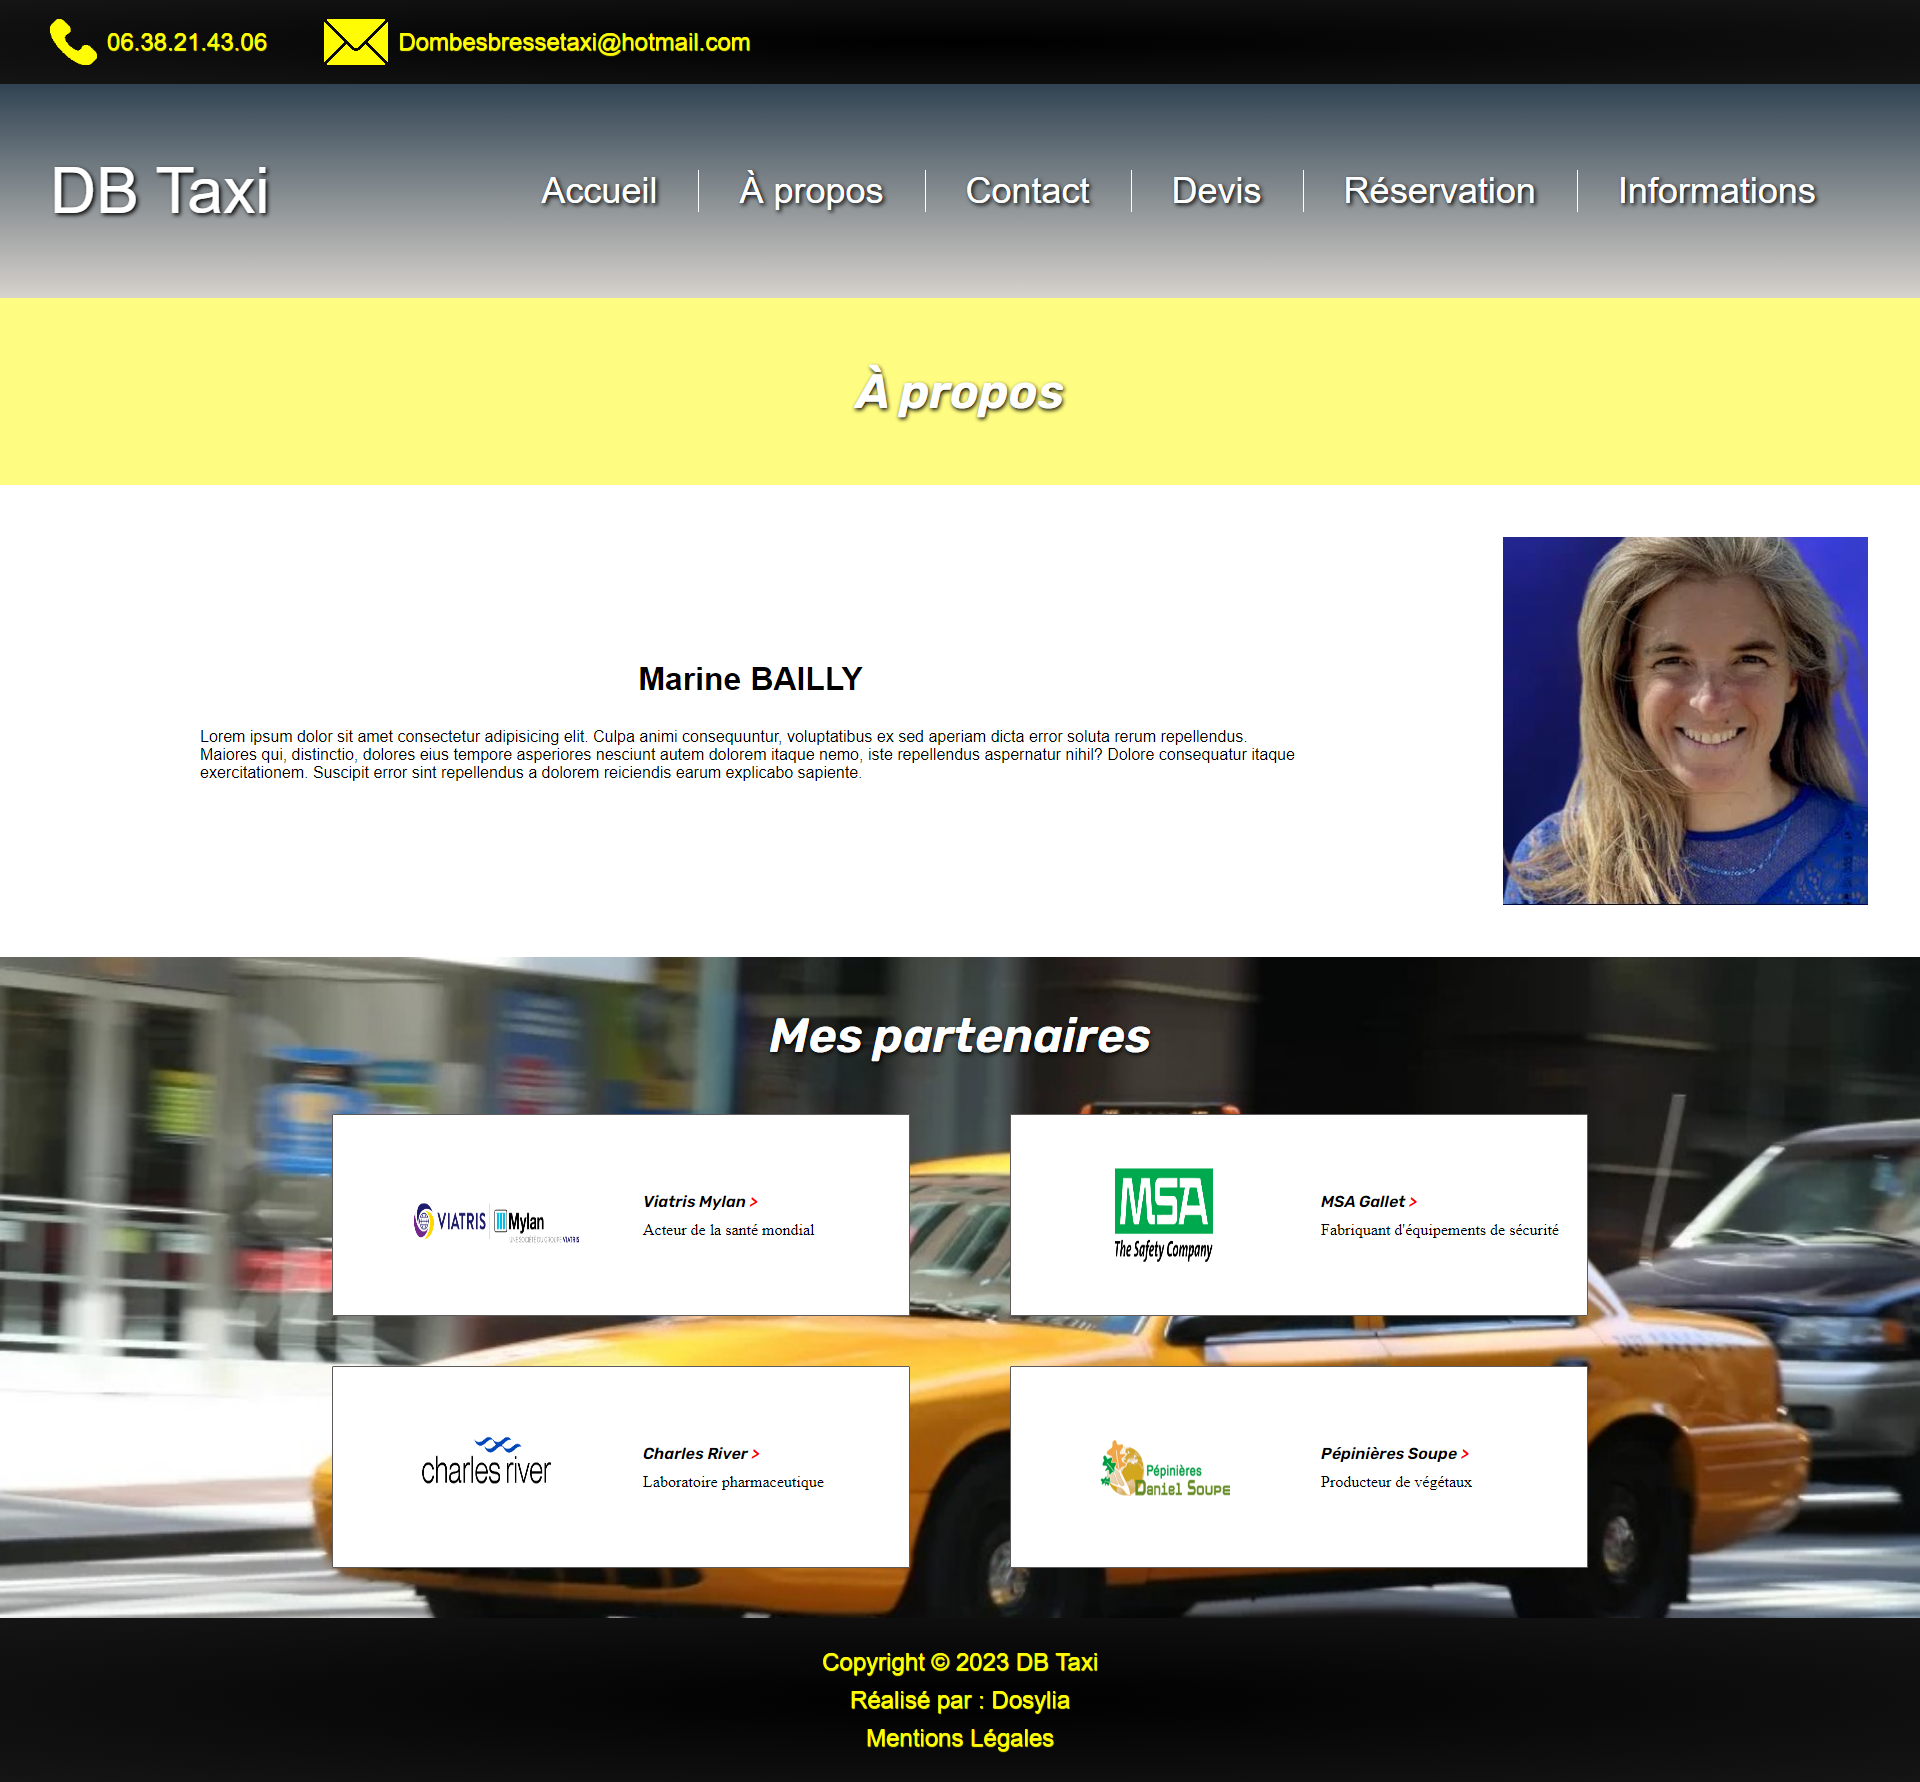 06.38.21.43.06
Dombesbressetaxi@hotmail.com
DB Taxi
Accueil
À propos
Contact
Devis
Réservation
Informations
À propos
Marine BAILLY
Lorem ipsum dolor sit amet consectetur adipisicing elit. Culpa animi consequuntur, voluptatibus ex sed aperiam dicta error soluta rerum repellendus.
Maiores qui, distinctio, dolores eius tempore asperiores nesciunt autem dolorem itaque nemo, iste repellendus aspernatur nihil? Dolore consequatur itaque
exercitationem. Suscipit error sint repellendus a dolorem reiciendis earum explicabo sapiente.
Mes partenaires
VIATRIS
Mylan
UNE SOCIÉTÉ DU GROUPE VIATRIS
Viatris Mylan >
Acteur de la santé mondial
MSA
The Safety Company
MSA Gallet >
Fabriquant d'équipements de sécurité
charles river
Charles River >
Laboratoire pharmaceutique
Pépinières
Daniel Soupe
Pépinières Soupe >
Producteur de végétaux
Copyright © 2023 DB Taxi
Réalisé par : Dosylia
Mentions Légales